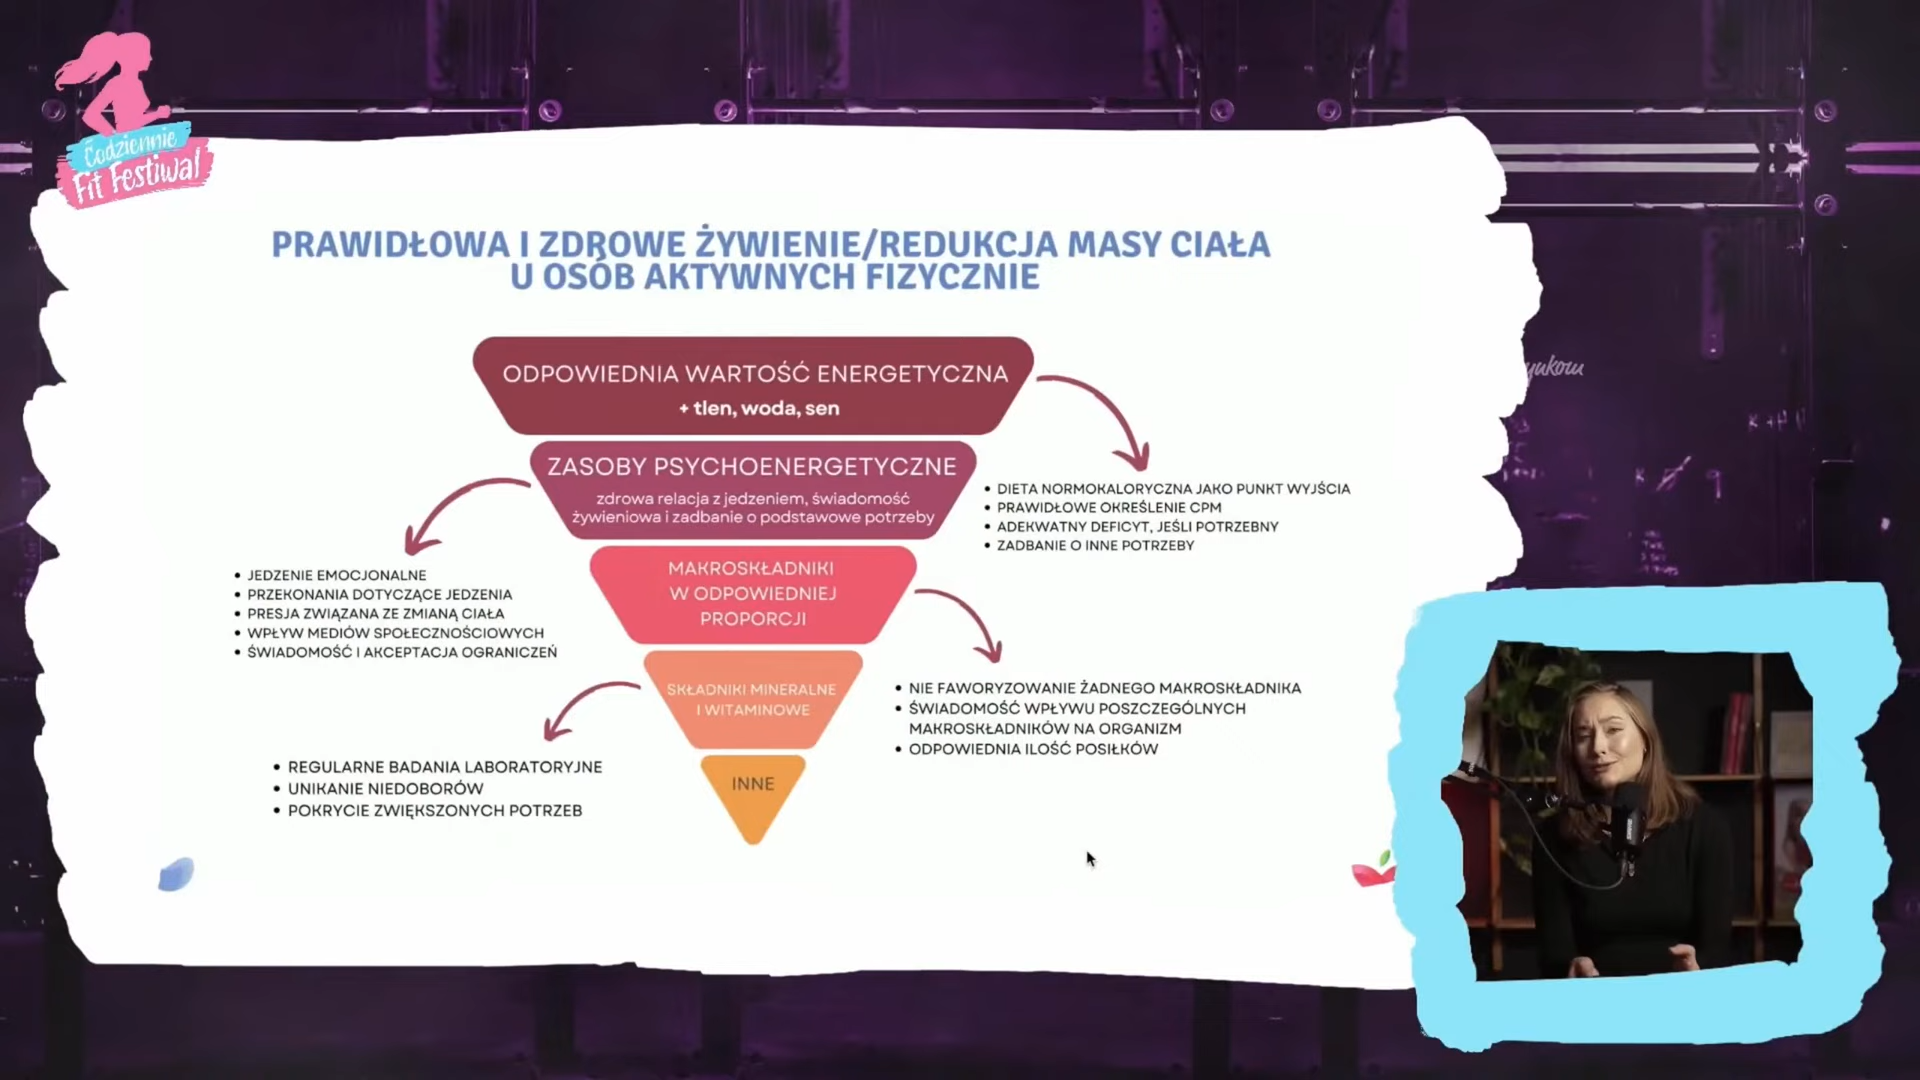 Codziennie
Fit Festiwal
PRAWIDŁOWA I ZDROWE ŻYWIENIE/REDUKCJA MASY CIAŁA
U OSÓB AKTYWNYCH FIZYCZNIE
ODPOWIEDNIA WARTOŚĆ ENERGETYCZNA
+ tlen, woda, sen
ZASOBY PSYCHOENERGETYCZNE
zdrowa relacja z jedzeniem, świadomość
żywieniowa i zadbanie o podstawowe potrzeby
• DIETA NORMOKALORYCZNA JAKO PUNKT WYJŚCIA
• PRAWIDŁOWE OKREŚLENIE CPM
• ADEKWATNY DEFICYT, JEŚLI POTRZEBNY
• ZADBANIE O INNE POTRZEBY
• JEDZENIE EMOCJONALNE
• PRZEKONANIA DOTYCZĄCE JEDZENIA
• PRESJA ZWIĄZANA ZE ZMIANĄ CIAŁA
• WPŁYW MEDIÓW SPOŁECZNOŚCIOWYCH
• ŚWIADOMOŚĆ I AKCEPTACJA OGRANICZEŃ
MAKROSKŁADNIKI
W ODPOWIEDNIEJ
PROPORCJI
• NIE FAWORYZOWANIE ŻADNEGO MAKROSKŁADNIKA
• ŚWIADOMOŚĆ WPŁYWU POSZCZEGÓLNYCH
MAKROSKŁADNIKÓW NA ORGANIZM
• ODPOWIEDNIA ILOŚĆ POSIŁKÓW
SKŁADNIKI MINERALNE
I WITAMINOWE
• REGULARNE BADANIA LABORATORYJNE
• UNIKANIE NIEDOBORÓW
• POKRYCIE ZWIĘKSZONYCH POTRZEB
INNE